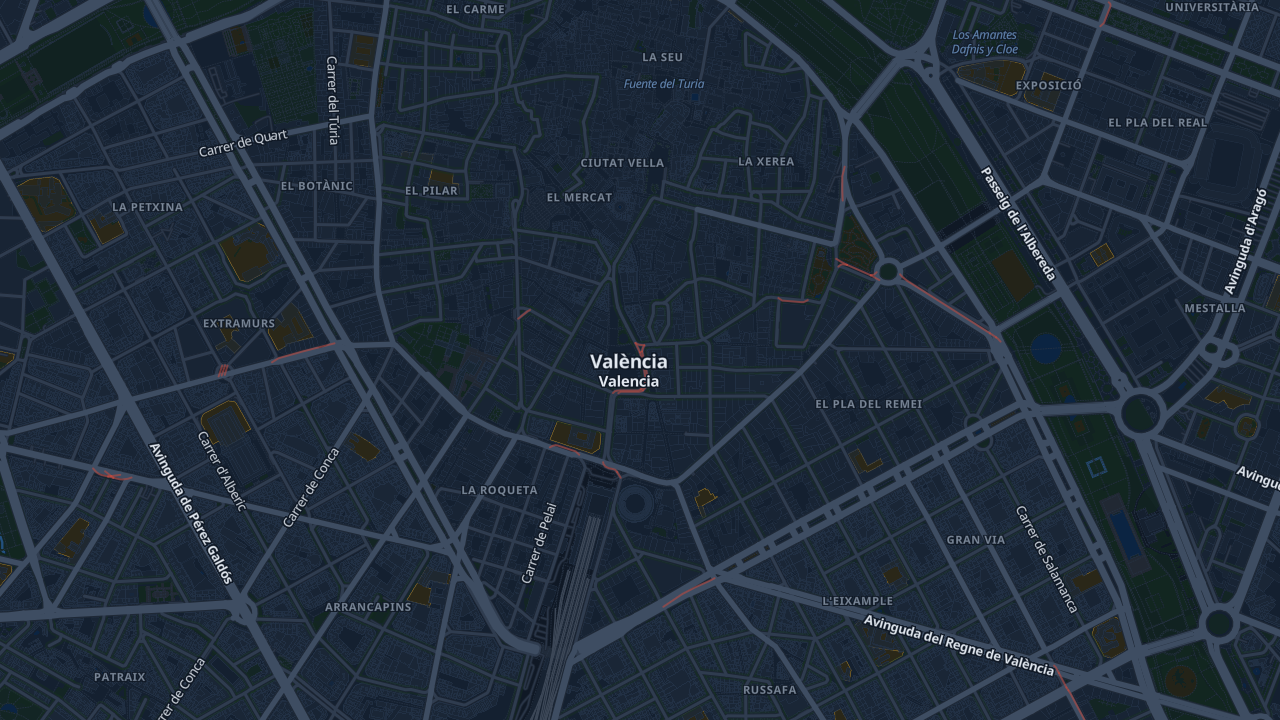 EL CARME
UNIVERSITÀRIA
Los Amantes
Dafnis y Cloe
LA SEU
Fuente del Turia
EXPOSICIÓ
Carrer del Túria
EL PLA DEL REAL
Carrer de Quart
CIUTAT VELLA
LA XEREA
EL BOTÀNIC
EL PILAR
EL MERCAT
LA PETXINA
Passeig de l'Albereda
Avinguda d'Aragó
MESTALLA
EXTRAMURS
València
Valencia
EL PLA DEL REMEI
Carrer d'Alberic
Carrer de Conca
Avinguda de Pérez Galdós
LA ROQUETA
Avingu
Carrer de Pelai
Carrer de Salamanca
GRAN VIA
ARRANCAPINS
L'EIXAMPLE
Avinguda del Regne de València
PATRAIX
rer de Conca
RUSSAFA